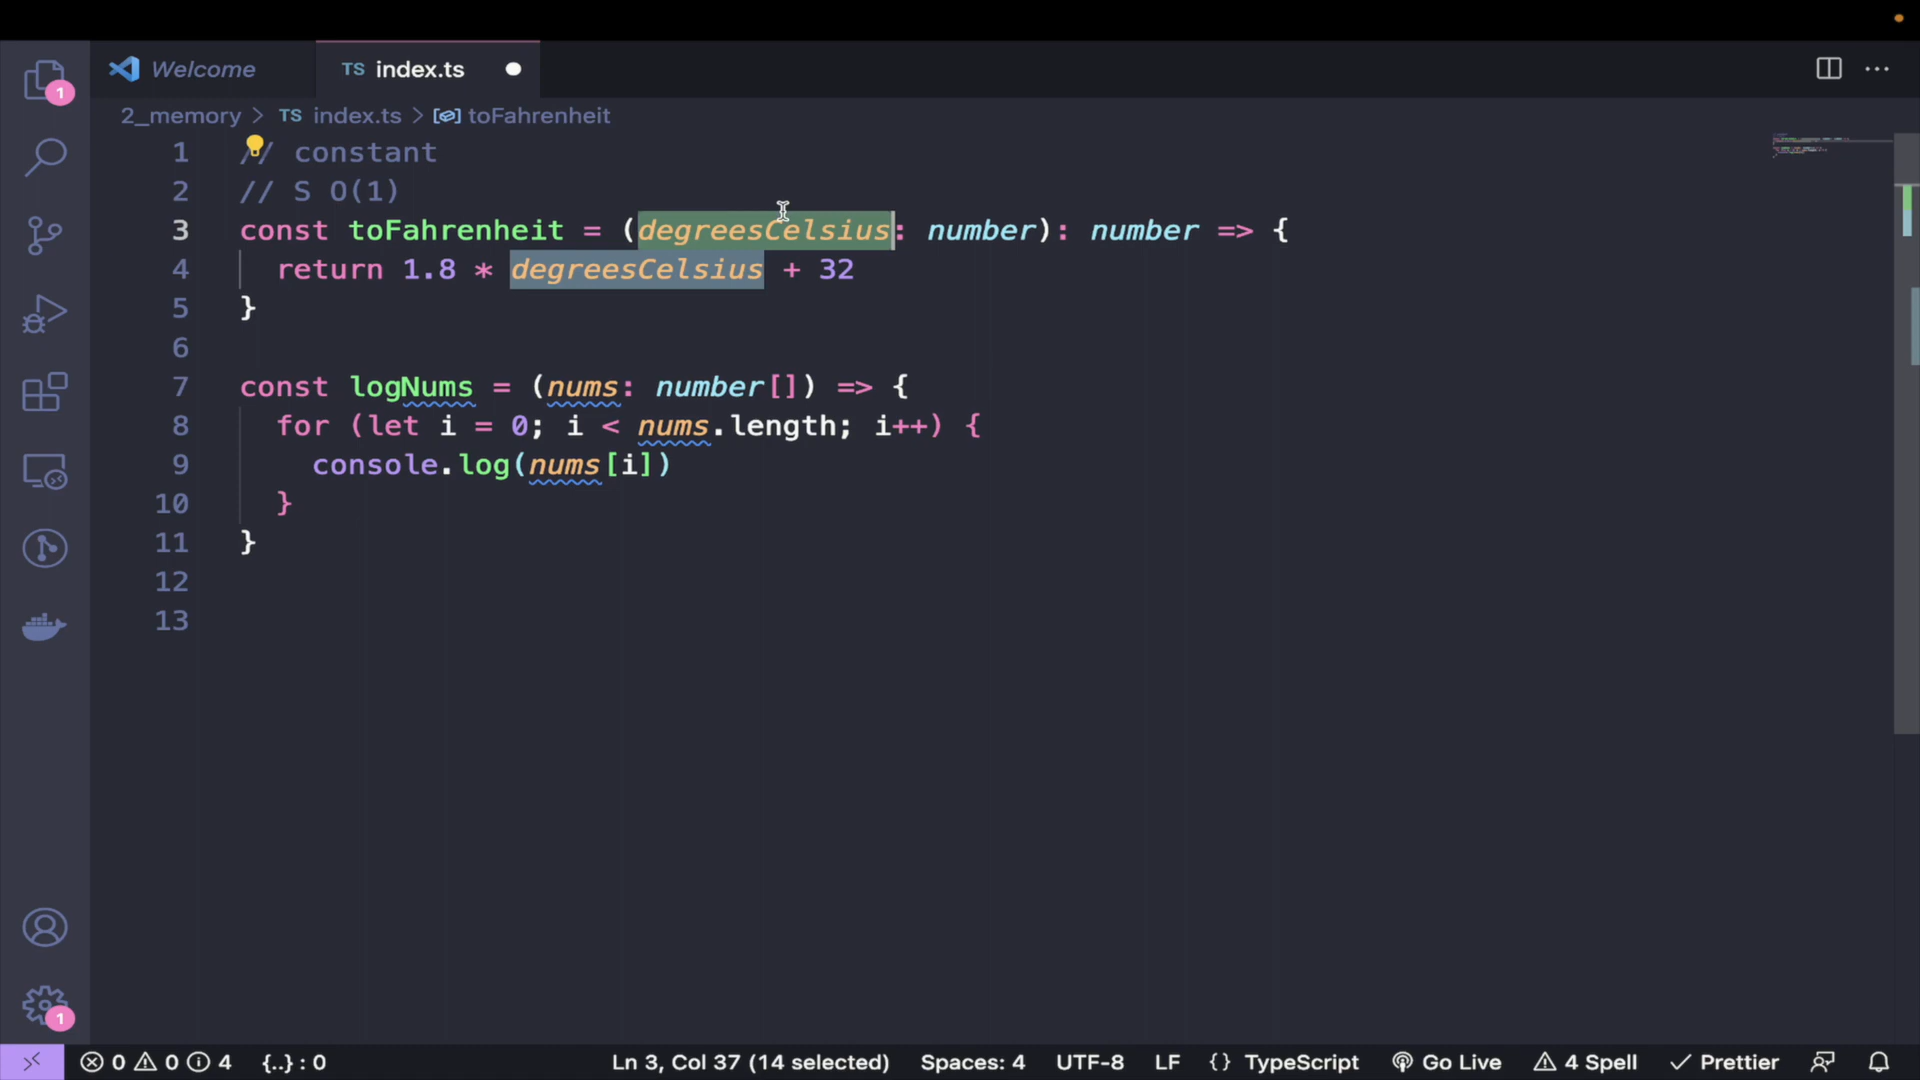 Welcome
TS index.ts
2_memory > TS index.ts > toFahrenheit
1 // constant
2 // S O(1)
3 const toFahrenheit = (degreesCelsius: number): number => {
4 return 1.8 * degreesCelsius + 32
5 }
6
7 const logNums = (nums: number[]) => {
8 for (let i = 0; i < nums.length; i++) {
9 console.log(nums[i])
10 }
11 }
12
13
1
1
0 0 4 {..} : 0 Ln 3, Col 37 (14 selected) Spaces: 4 UTF-8 LF {} TypeScript Go Live 4 Spell Prettier